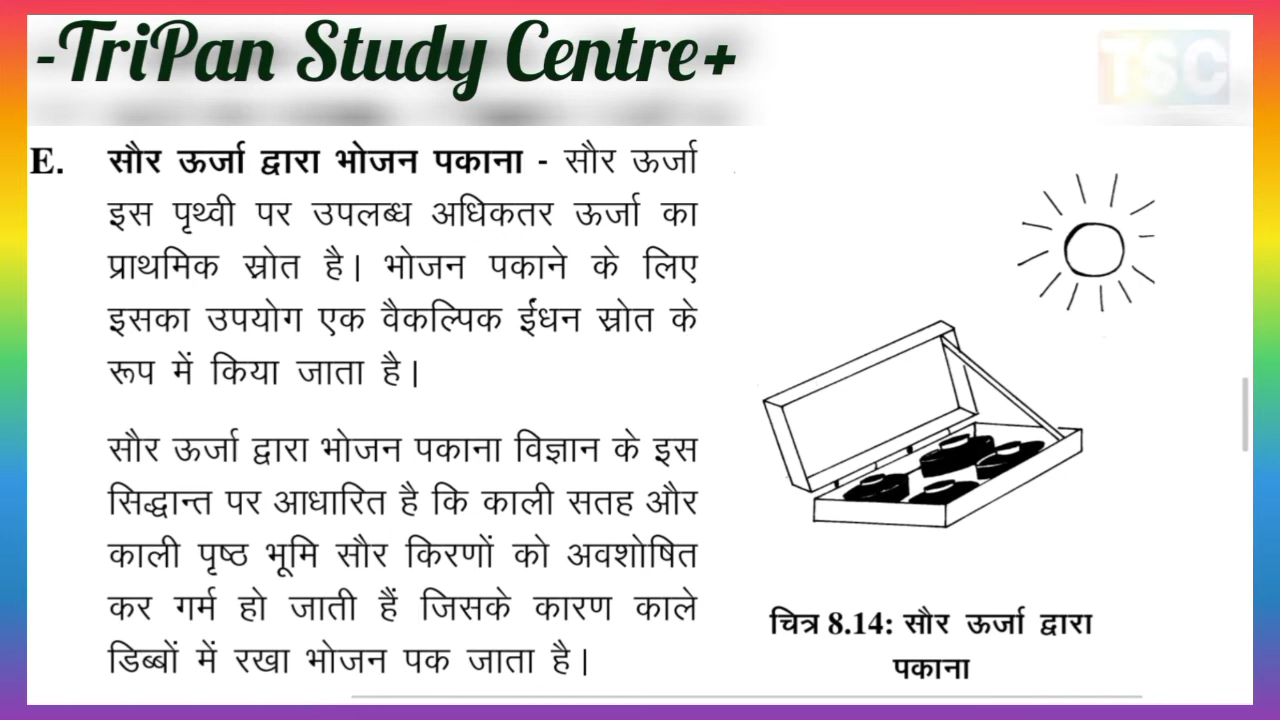 -TriPan Study Centre+
TSC
E. सौर ऊर्जा द्वारा भोजन पकाना - सौर ऊर्जा
इस पृथ्वी पर उपलब्ध अधिकतर ऊर्जा का
प्राथमिक स्रोत है। भोजन पकाने के लिए
इसका उपयोग एक वैकल्पिक ईंधन स्रोत के
रूप में किया जाता है।
सौर ऊर्जा द्वारा भोजन पकाना विज्ञान के इस
सिद्धान्त पर आधारित है कि काली सतह और
काली पृष्ठ भूमि सौर किरणों को अवशोषित
कर गर्म हो जाती हैं जिसके कारण काले
डिब्बों में रखा भोजन पक जाता है।
चित्र 8.14: सौर ऊर्जा द्वारा
पकाना